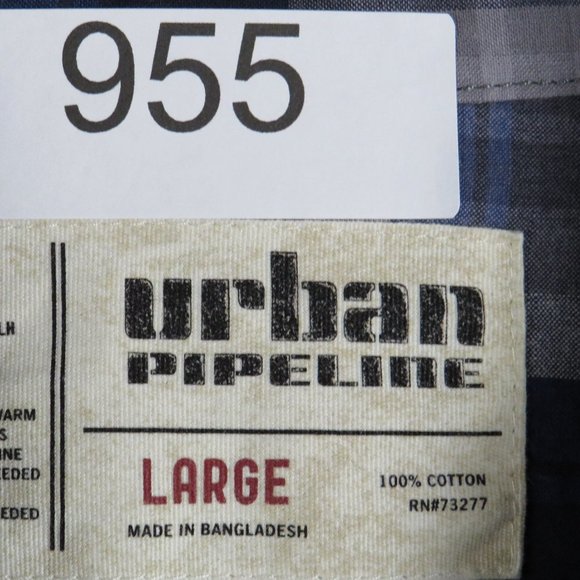 955
urban
PIPELINE
LARGE
MADE IN BANGLADESH
100% COTTON
RN#73277